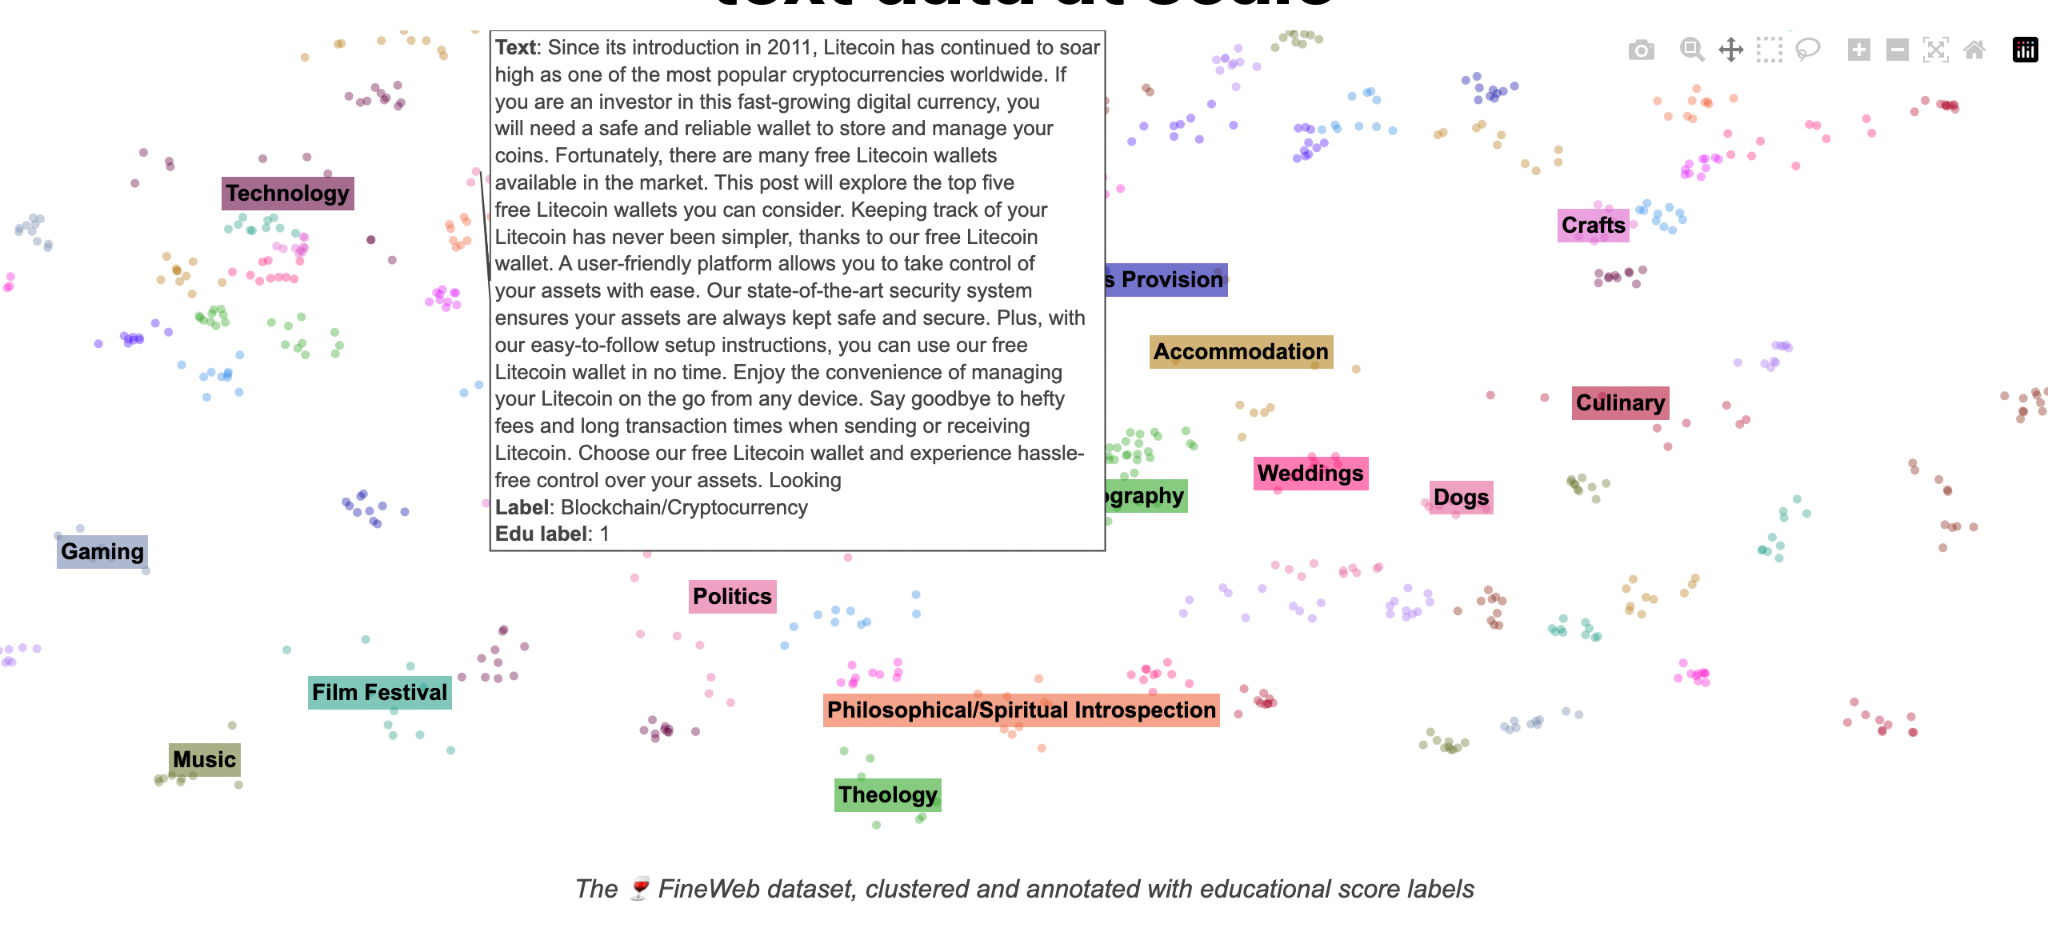 text data at scale
Text: Since its introduction in 2011, Litecoin has continued to soar
high as one of the most popular cryptocurrencies worldwide. If
you are an investor in this fast-growing digital currency, you
will need a safe and reliable wallet to store and manage your
coins. Fortunately, there are many free Litecoin wallets
available in the market. This post will explore the top five
free Litecoin wallets you can consider. Keeping track of your
Litecoin has never been simpler, thanks to our free Litecoin
wallet. A user-friendly platform allows you to take control of
your assets with ease. Our state-of-the-art security system
ensures your assets are always kept safe and secure. Plus, with
our easy-to-follow setup instructions, you can use our free
Litecoin wallet in no time. Enjoy the convenience of managing
your Litecoin on the go from any device. Say goodbye to hefty
fees and long transaction times when sending or receiving
Litecoin. Choose our free Litecoin wallet and experience hassle-
free control over your assets. Looking
Label: Blockchain/Cryptocurrency
Edu label: 1
Technology
Crafts
s Provision
Accommodation
Culinary
Weddings
Dogs
ography
Gaming
Politics
Film Festival
Philosophical/Spiritual Introspection
Music
Theology
The 🍷 FineWeb dataset, clustered and annotated with educational score labels